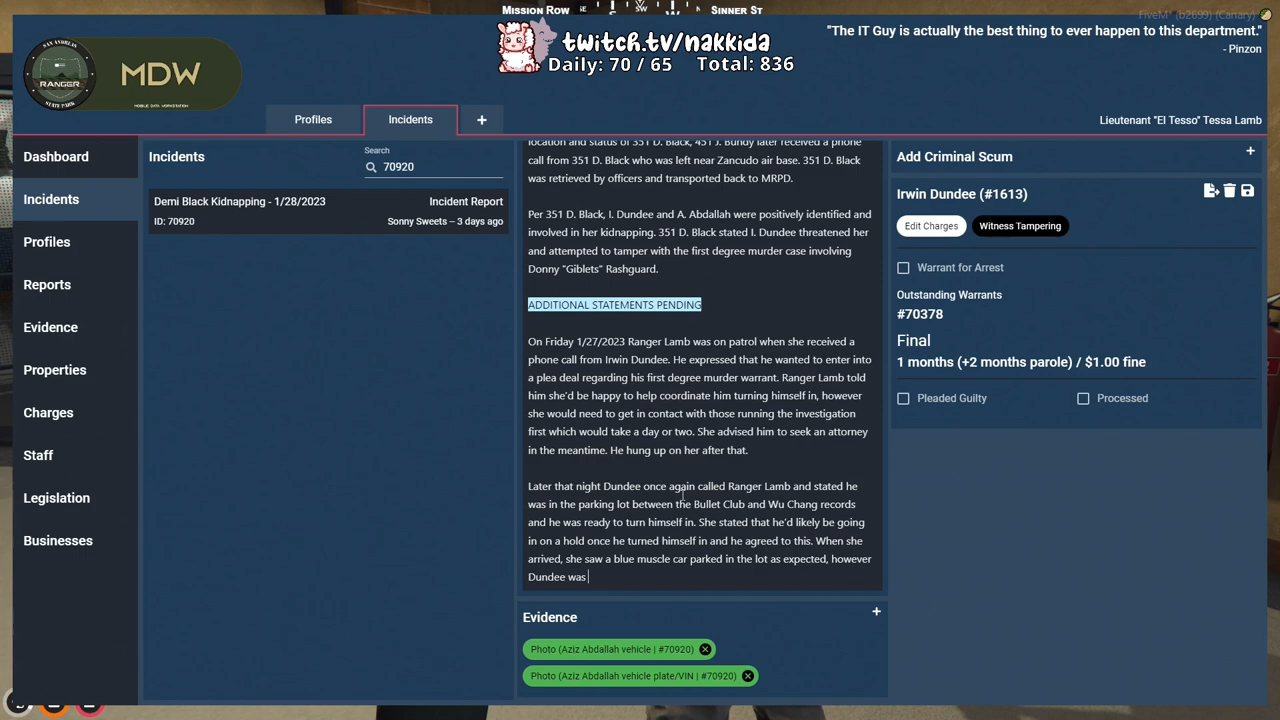 MISSION ROW
SW
W
SINNER ST
FiveM® (b2699) (Canary)
twitch.tv/nakkida
Daily: 70 / 65 Total: 836
"The IT Guy is actually the best thing to ever happen to this department."
- Pinzon
SAN ANDREAS
RANGER
STATE PARK
MDW
MOBILE DATA WORKSTATION
Profiles
Incidents
+
Lieutenant "El Tesso" Tessa Lamb
Dashboard
Incidents
Profiles
Reports
Evidence
Properties
Charges
Staff
Legislation
Businesses
Incidents
Search
70920
Demi Black Kidnapping - 1/28/2023
Incident Report
ID: 70920
Sonny Sweets – 3 days ago
location and status of 351 D. Black, 451 J. Bundy later received a phone
call from 351 D. Black who was left near Zancudo air base. 351 D. Black
was retrieved by officers and transported back to MRPD.
Per 351 D. Black, I. Dundee and A. Abdallah were positively identified and
involved in her kidnapping. 351 D. Black stated I. Dundee threatened her
and attempted to tamper with the first degree murder case involving
Donny "Giblets" Rashguard.
ADDITIONAL STATEMENTS PENDING
On Friday 1/27/2023 Ranger Lamb was on patrol when she received a
phone call from Irwin Dundee. He expressed that he wanted to enter into
a plea deal regarding his first degree murder warrant. Ranger Lamb told
him she'd be happy to help coordinate him turning himself in, however
she would need to get in contact with those running the investigation
first which would take a day or two. She advised him to seek an attorney
in the meantime. He hung up on her after that.
Later that night Dundee once again called Ranger Lamb and stated he
was in the parking lot between the Bullet Club and Wu Chang records
and he was ready to turn himself in. She stated that he'd likely be going
in on a hold once he turned himself in and he agreed to this. When she
arrived, she saw a blue muscle car parked in the lot as expected, however
Dundee was
Evidence
+
Photo (Aziz Abdallah vehicle | #70920)
Photo (Aziz Abdallah vehicle plate/VIN | #70920)
Add Criminal Scum
+
Irwin Dundee (#1613)
Edit Charges
Witness Tampering
Warrant for Arrest
Outstanding Warrants
#70378
Final
1 months (+2 months parole) / $1.00 fine
Pleaded Guilty
Processed